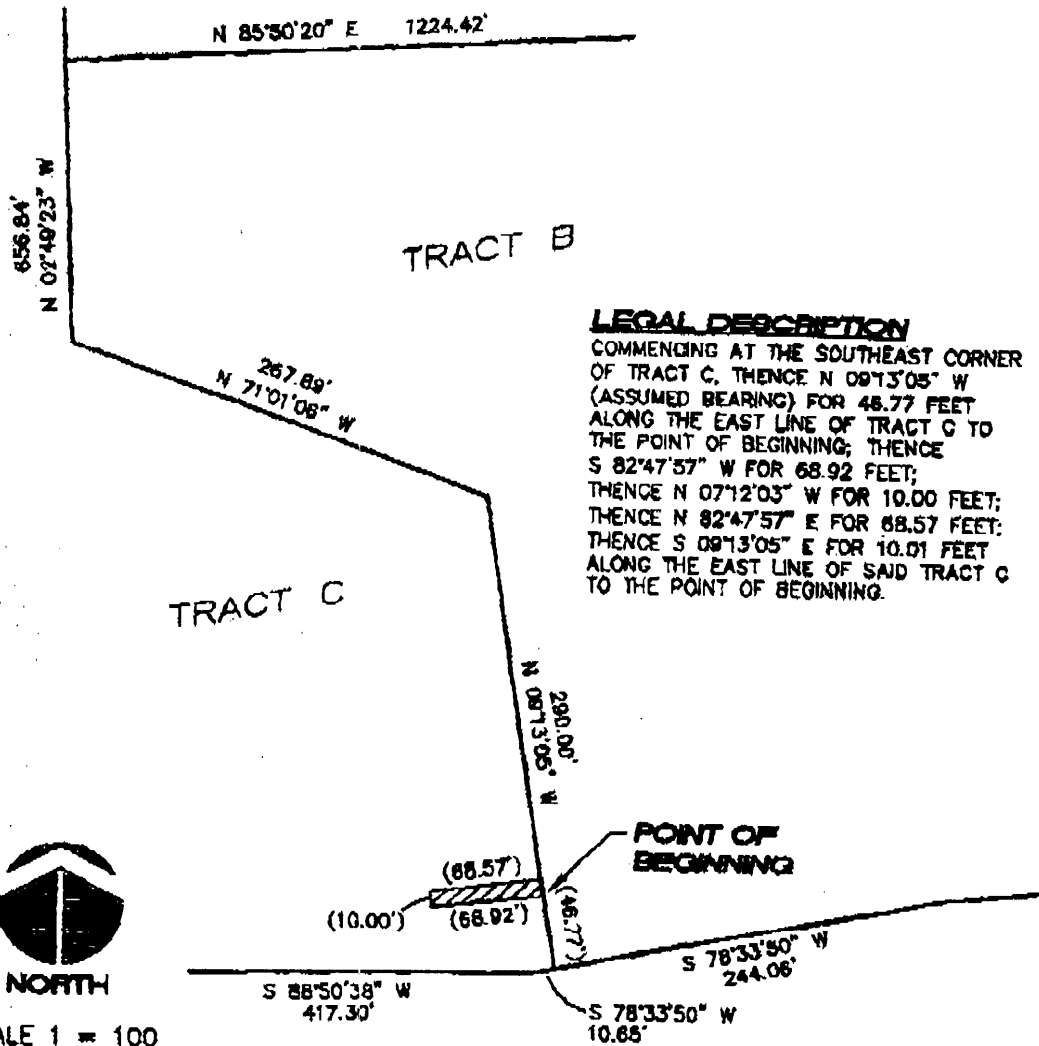 N 85°50'20" E 1224.42'
656.84'
N 02°49'23" W
TRACT B
267.89'
N 71°01'06" W
LEGAL DESCRIPTION
COMMENCING AT THE SOUTHEAST CORNER
OF TRACT C, THENCE N 09°13'05" W
(ASSUMED BEARING) FOR 46.77 FEET
ALONG THE EAST LINE OF TRACT C TO
THE POINT OF BEGINNING; THENCE
S 82°47'57" W FOR 68.92 FEET;
THENCE N 07°12'03" W FOR 10.00 FEET;
THENCE N 82°47'57" E FOR 68.57 FEET;
THENCE S 09°13'05" E FOR 10.01 FEET
ALONG THE EAST LINE OF SAID TRACT C
TO THE POINT OF BEGINNING.
TRACT C
290.00'
N 09°13'05" W
POINT OF
BEGINNING
(68.57')
(10.00')
(68.92')
(46.77')
NORTH
S 88°50'38" W
417.30'
S 78°33'50" W
244.06'
S 78°33'50" W
10.65'
ALE 1 = 100